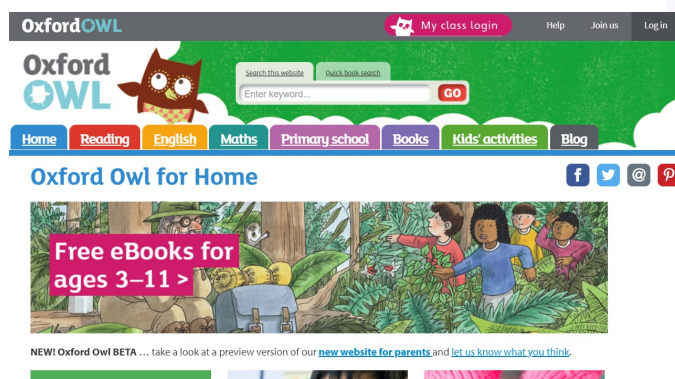 OxfordOWL
My class login
Help
Join us
Log in
Oxford
OWL
Search this website
Quick book search
Enter keyword...
GO
Home
Reading
English
Maths
Primary school
Books
Kids' activities
Blog
Oxford Owl for Home
Free eBooks for
ages 3–11 >
NEW! Oxford Owl BETA … take a look at a preview version of our new website for parents and let us know what you think.